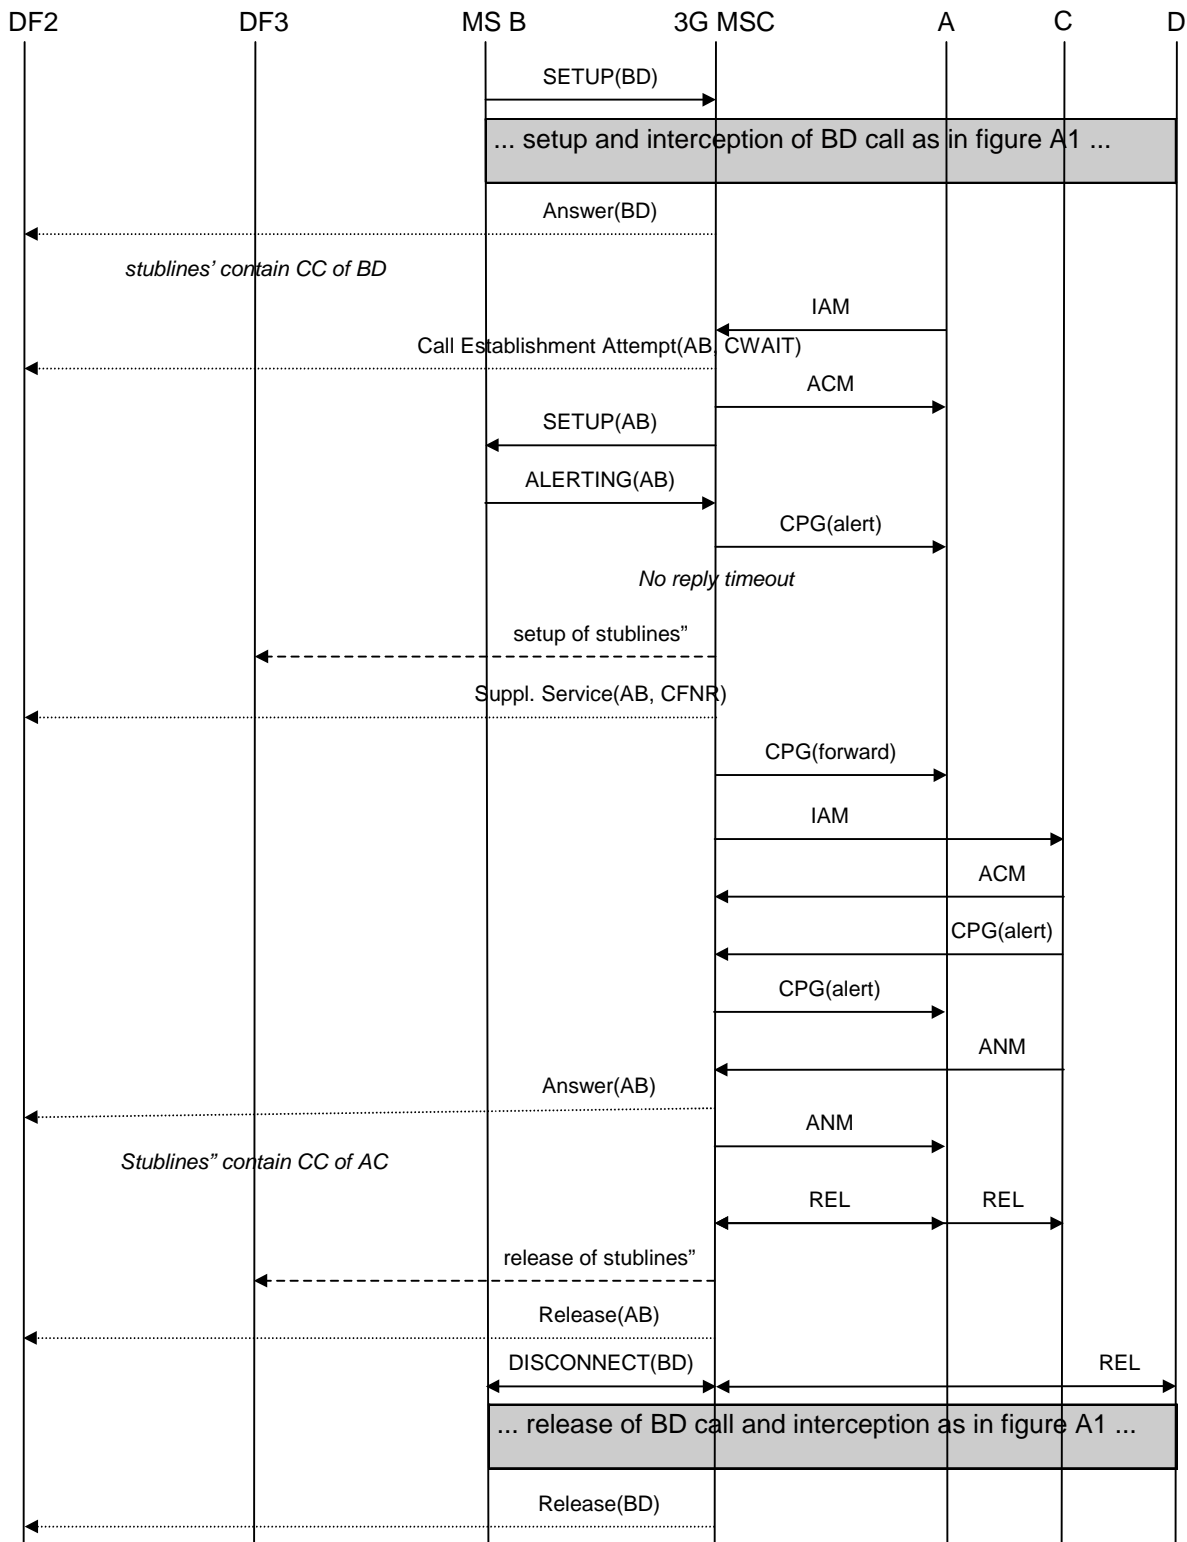 DF2 DF3 MS B 3G MSC A C D
SETUP(BD)
... setup and interception of BD call as in figure A1 ...
Answer(BD)
stublines’ contain CC of BD
IAM
Call Establishment Attempt(AB, CWAIT)
ACM
SETUP(AB)
ALERTING(AB)
CPG(alert)
No reply timeout
setup of stublines”
Suppl. Service(AB, CFNR)
CPG(forward)
IAM
ACM
CPG(alert)
CPG(alert)
ANM
Answer(AB)
ANM
Stublines” contain CC of AC
REL REL
release of stublines”
Release(AB)
DISCONNECT(BD) REL
... release of BD call and interception as in figure A1 ...
Release(BD)